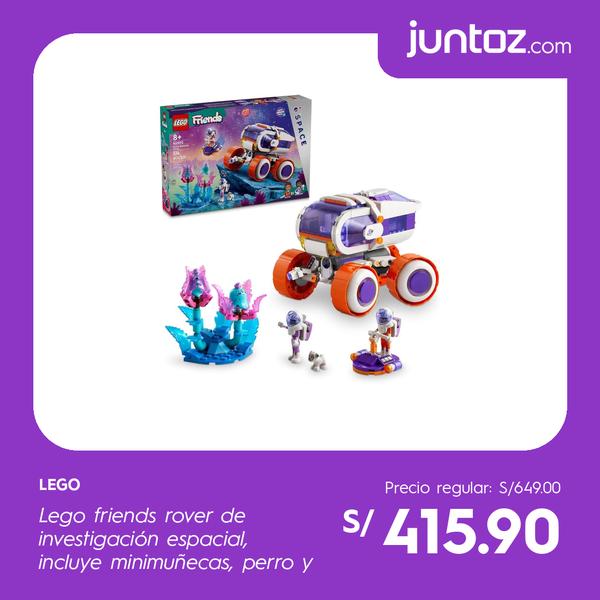 juntoz.com
LEGO Friends
SPACE
8+
LEGO
Precio regular: S/649.00
Lego friends rover de
investigación espacial,
incluye minimuñecas, perro y
S/ 415.90